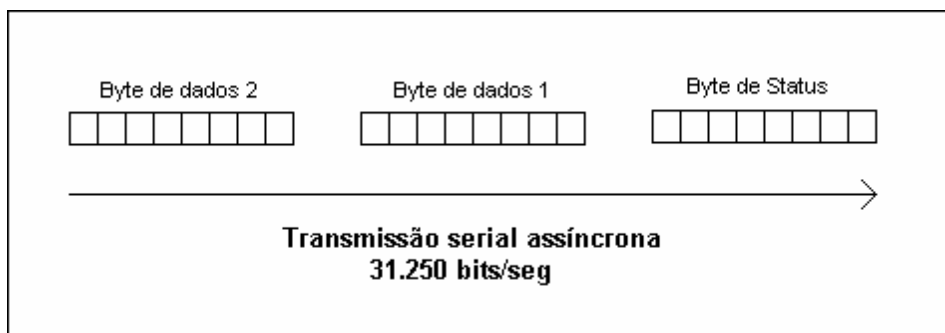 Byte de dados 2
Byte de dados 1
Byte de Status
Transmissão serial assíncrona
31.250 bits/seg